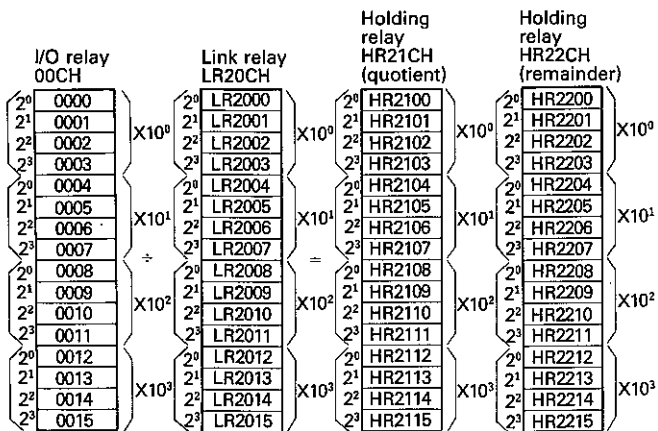 I/O relay
00CH
Link relay
LR20CH
Holding
relay
HR21CH
(quotient)
Holding
relay
HR22CH
(remainder)
2⁰ 0000 2⁰ LR2000 2⁰ HR2100 2⁰ HR2200
2¹ 0001 X10⁰ 2¹ LR2001 X10⁰ 2¹ HR2101 X10⁰ 2¹ HR2201 X10⁰
2² 0002 2² LR2002 2² HR2102 2² HR2202
2³ 0003 2³ LR2003 2³ HR2103 2³ HR2203
2⁰ 0004 2⁰ LR2004 2⁰ HR2104 2⁰ HR2204
2¹ 0005 X10¹ 2¹ LR2005 X10¹ 2¹ HR2105 X10¹ 2¹ HR2205 X10¹
2² 0006 2² LR2006 2² HR2106 2² HR2206
2³ 0007 ÷ 2³ LR2007 = 2³ HR2107 2³ HR2207
2⁰ 0008 2⁰ LR2008 2⁰ HR2108 2⁰ HR2208
2¹ 0009 X10² 2¹ LR2009 X10² 2¹ HR2109 X10² 2¹ HR2209 X10²
2² 0010 2² LR2010 2² HR2110 2² HR2210
2³ 0011 2³ LR2011 2³ HR2111 2³ HR2211
2⁰ 0012 2⁰ LR2012 2⁰ HR2112 2⁰ HR2212
2¹ 0013 X10³ 2¹ LR2013 X10³ 2¹ HR2113 X10³ 2¹ HR2213 X10³
2² 0014 2² LR2014 2² HR2114 2² HR2214
2³ 0015 2³ LR2015 2³ HR2115 2³ HR2215